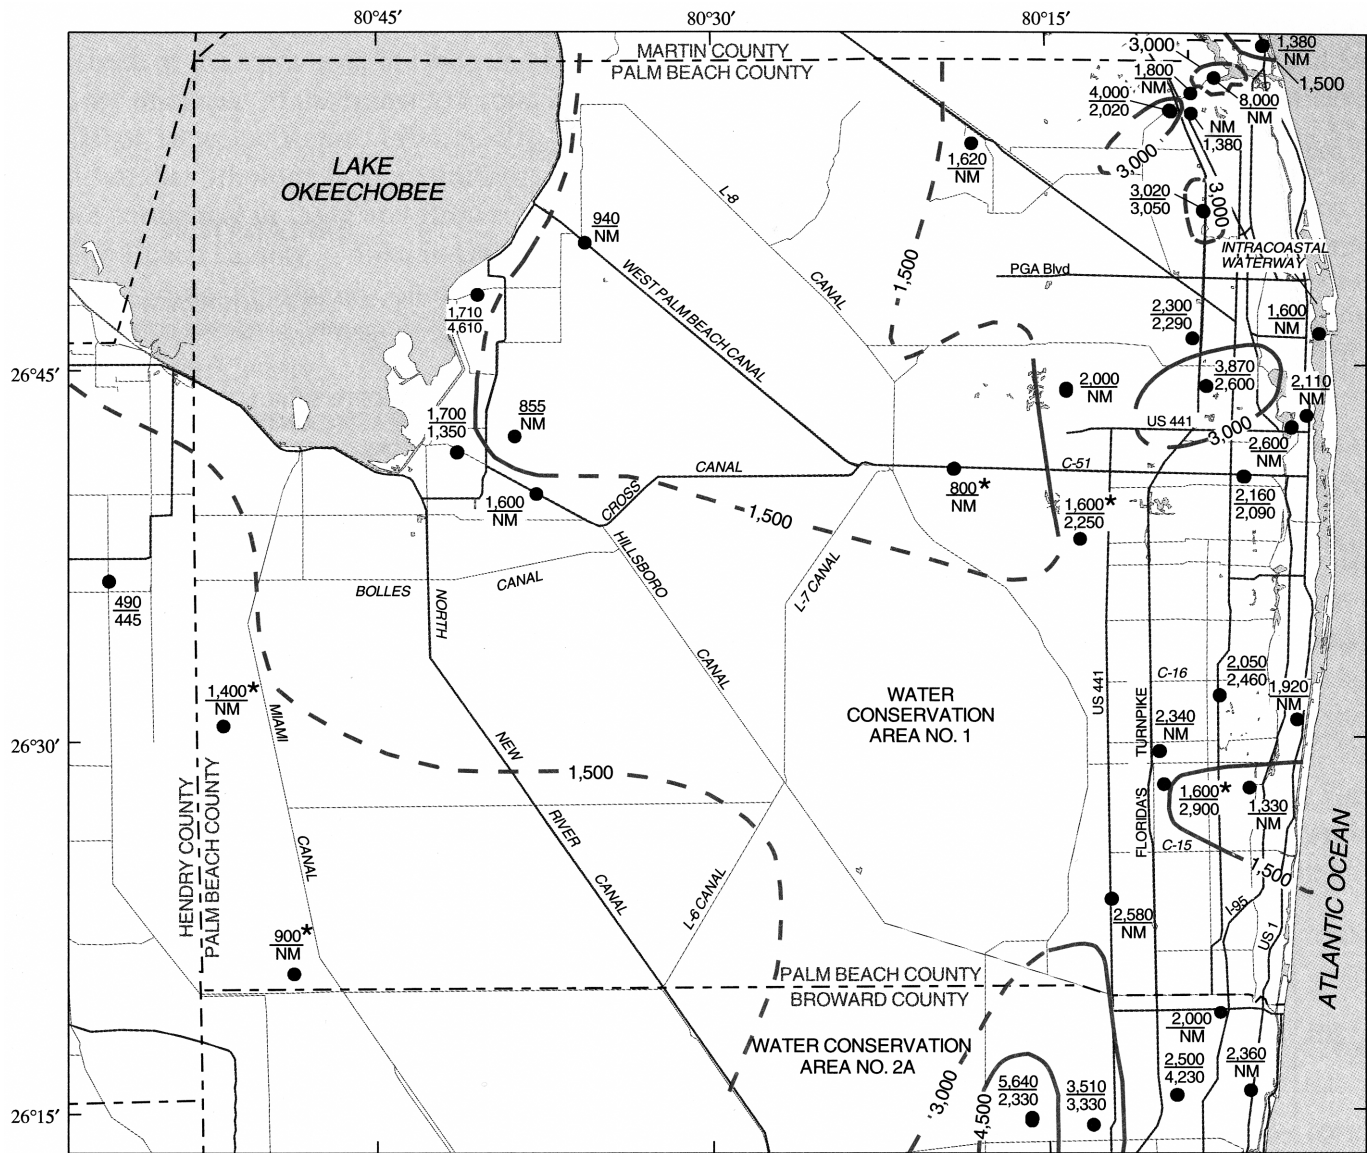 80°45′
80°30′
80°15′
MARTIN COUNTY
PALM BEACH COUNTY
3,000
1,380
NM
1,500
1,800
NM
4,000
2,020
8,000
NM
NM
1,380
3,000
1,620
NM
LAKE
OKEECHOBEE
L-8
3,020
3,050
3,000
940
NM
INTRACOASTAL
WATERWAY
1,500
PGA Blvd
WEST PALM BEACH CANAL
CANAL
1,710
4,610
2,300
2,290
1,600
NM
26°45′
3,870
2,600
2,000
NM
2,110
NM
1,700
1,350
855
NM
US 441
3,000
2,600
NM
CANAL
C-51
800*
NM
1,600
NM
CROSS
1,500
1,600*
2,250
2,160
2,090
HILLSBORO
L-7 CANAL
BOLLES
CANAL
NORTH
490
445
CANAL
US 441
C-16
2,050
2,460
1,400*
NM
1,920
NM
WATER
CONSERVATION
AREA NO. 1
MIAMI
2,340
NM
TURNPIKE
26°30′
NEW
1,500
1,600*
2,900
1,330
NM
HENDRY COUNTY
PALM BEACH COUNTY
RIVER
FLORIDA'S
C-15
CANAL
1,500
CANAL
L-6 CANAL
ATLANTIC OCEAN
2,580
NM
I-95
US 1
900*
NM
PALM BEACH COUNTY
BROWARD COUNTY
2,000
NM
WATER CONSERVATION
AREA NO. 2A
2,500
4,230
2,360
NM
3,000
4,500
5,640
2,330
3,510
3,330
26°15′